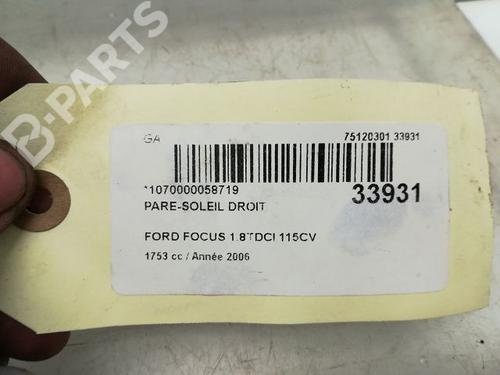 B-PARTS
GA 75120301 33931
*1070000058719 33931
PARE-SOLEIL DROIT
FORD FOCUS 1.8TDCI 115CV
1753 cc / Année 2006